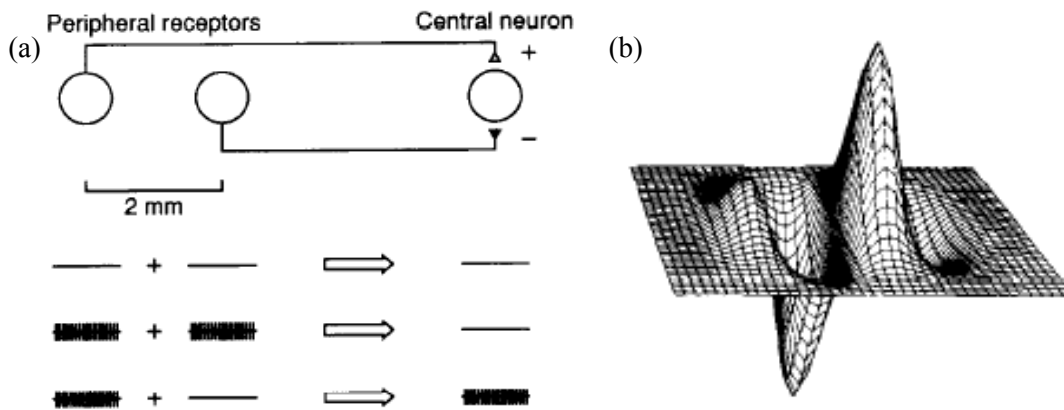 Peripheral receptors Central neuron
(a) (b)
+
−
2 mm
+
+
+